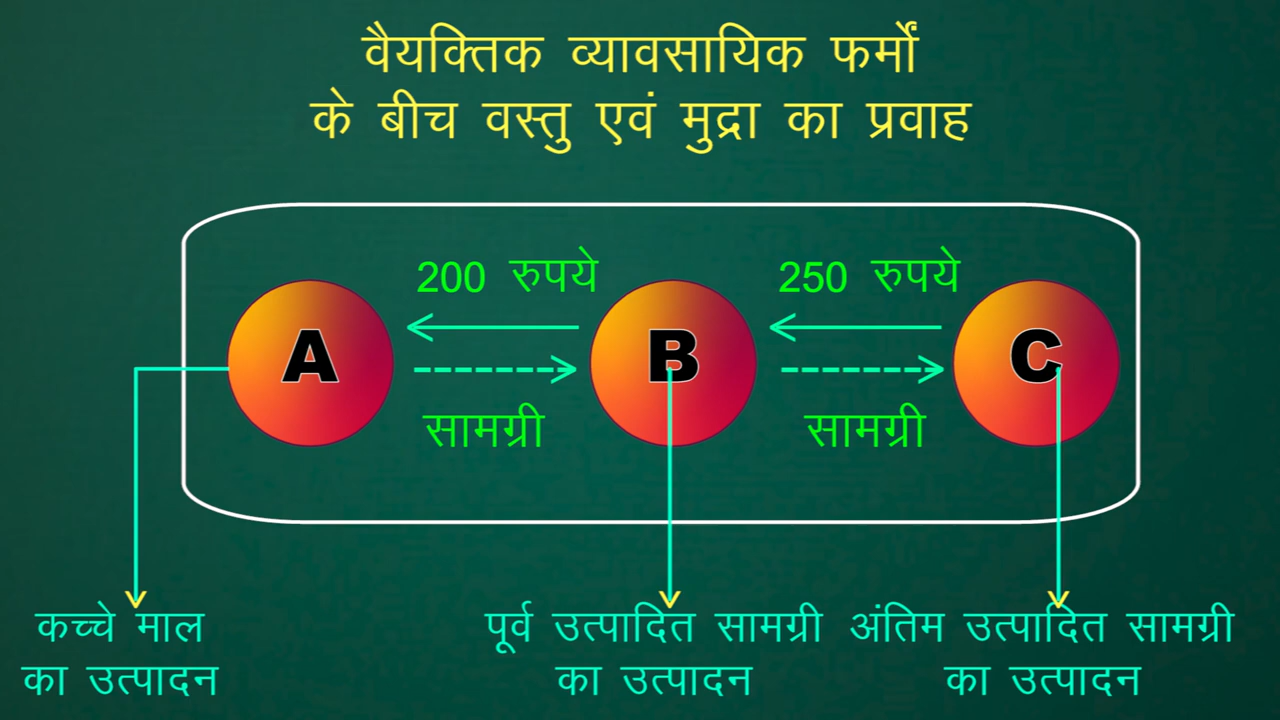 वैयक्तिक व्यावसायिक फर्मों
के बीच वस्तु एवं मुद्रा का प्रवाह
200 रुपये
250 रुपये
A
B
C
सामग्री
सामग्री
कच्चे माल
का उत्पादन
पूर्व उत्पादित सामग्री
का उत्पादन
अंतिम उत्पादित सामग्री
का उत्पादन